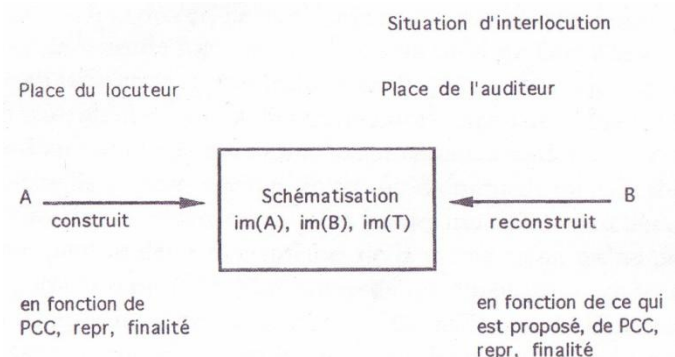 Situation d'interlocution
Place du locuteur
Place de l'auditeur
A
construit
Schématisation
im(A), im(B), im(T)
B
reconstruit
en fonction de
PCC, repr, finalité
en fonction de ce qui
est proposé, de PCC,
repr, finalité